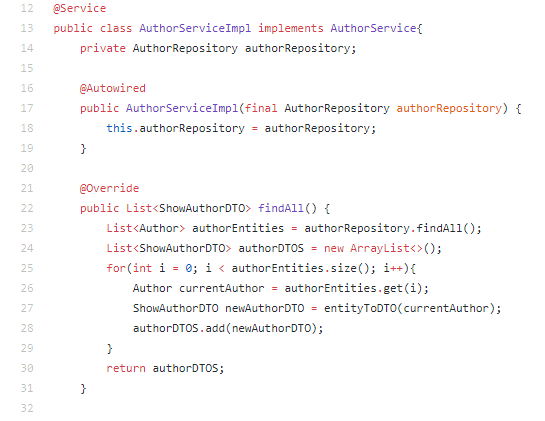 12 @Service
13 public class AuthorServiceImpl implements AuthorService{
14     private AuthorRepository authorRepository;
15
16     @Autowired
17     public AuthorServiceImpl(final AuthorRepository authorRepository) {
18         this.authorRepository = authorRepository;
19     }
20
21     @Override
22     public List<ShowAuthorDTO> findAll() {
23         List<Author> authorEntities = authorRepository.findAll();
24         List<ShowAuthorDTO> authorDTOS = new ArrayList<>();
25         for(int i = 0; i < authorEntities.size(); i++){
26             Author currentAuthor = authorEntities.get(i);
27             ShowAuthorDTO newAuthorDTO = entityToDTO(currentAuthor);
28             authorDTOS.add(newAuthorDTO);
29         }
30         return authorDTOS;
31     }
32